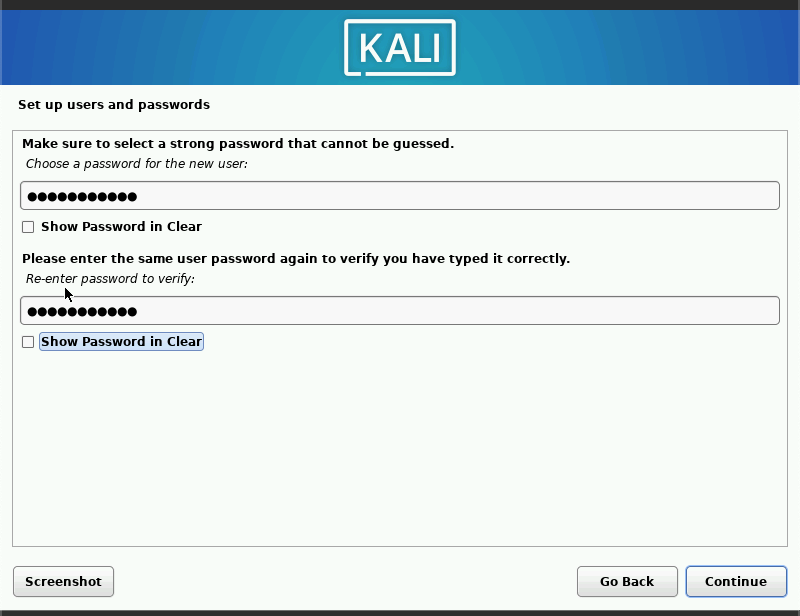 KALI
Set up users and passwords
Make sure to select a strong password that cannot be guessed.
Choose a password for the new user:
●●●●●●●●●●●
Show Password in Clear
Please enter the same user password again to verify you have typed it correctly.
Re-enter password to verify:
●●●●●●●●●●●
Show Password in Clear
Screenshot
Go Back
Continue